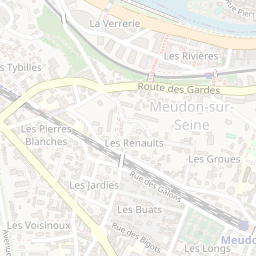 La Verrerie
Les Rivières
Les Tybilles
Route des Gardes
Meudon-sur-
Seine
Les Pierres
Blanches
Les Renaults
Les Groues
Les Jardies
Rue des Galons
Les Buats
Les Voisinoux
Rue des Bigots
Avenue
Les Longs